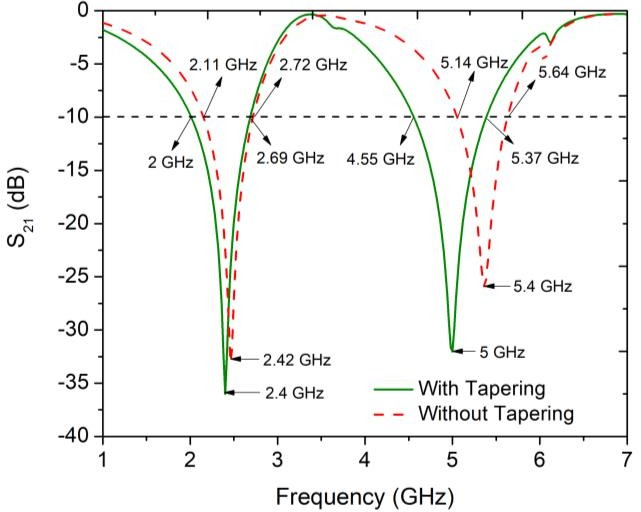 0
-5
-10
-15
-20
-25
-30
-35
-40
S21 (dB)
2.11 GHz
2.72 GHz
5.14 GHz
5.64 GHz
2 GHz
2.69 GHz
4.55 GHz
5.37 GHz
5.4 GHz
2.42 GHz
5 GHz
2.4 GHz
With Tapering
Without Tapering
1 2 3 4 5 6 7
Frequency (GHz)